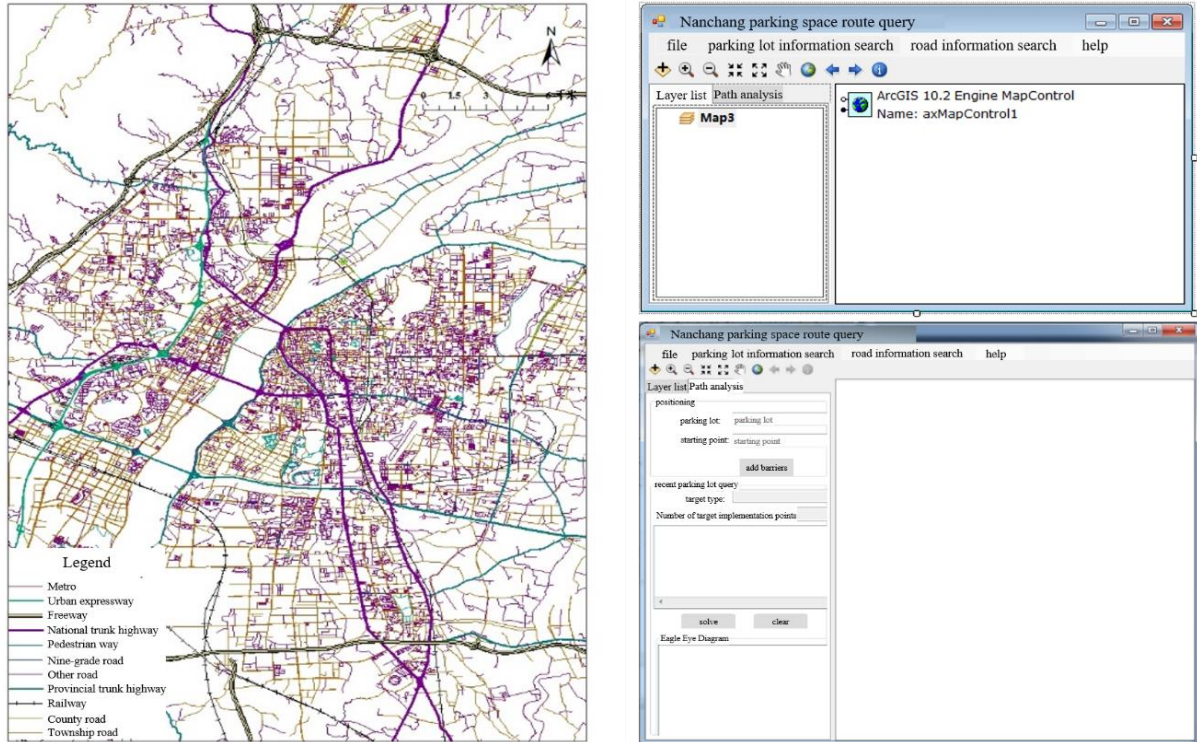 N
0 1.5 3 6
Legend
Metro
Urban expressway
Freeway
National trunk highway
Pedestrian way
Nine-grade road
Other road
Provincial trunk highway
Railway
County road
Township road
Nanchang parking space route query
file parking lot information search road information search help
Layer list Path analysis
Map3
ArcGIS 10.2 Engine MapControl
Name: axMapControl1
Nanchang parking space route query
file parking lot information search road information search help
Layer list Path analysis
positioning
parking lot: parking lot
starting point: starting point
add barriers
recent parking lot query
target type:
Number of target implementation points
solve clear
Eagle Eye Diagram